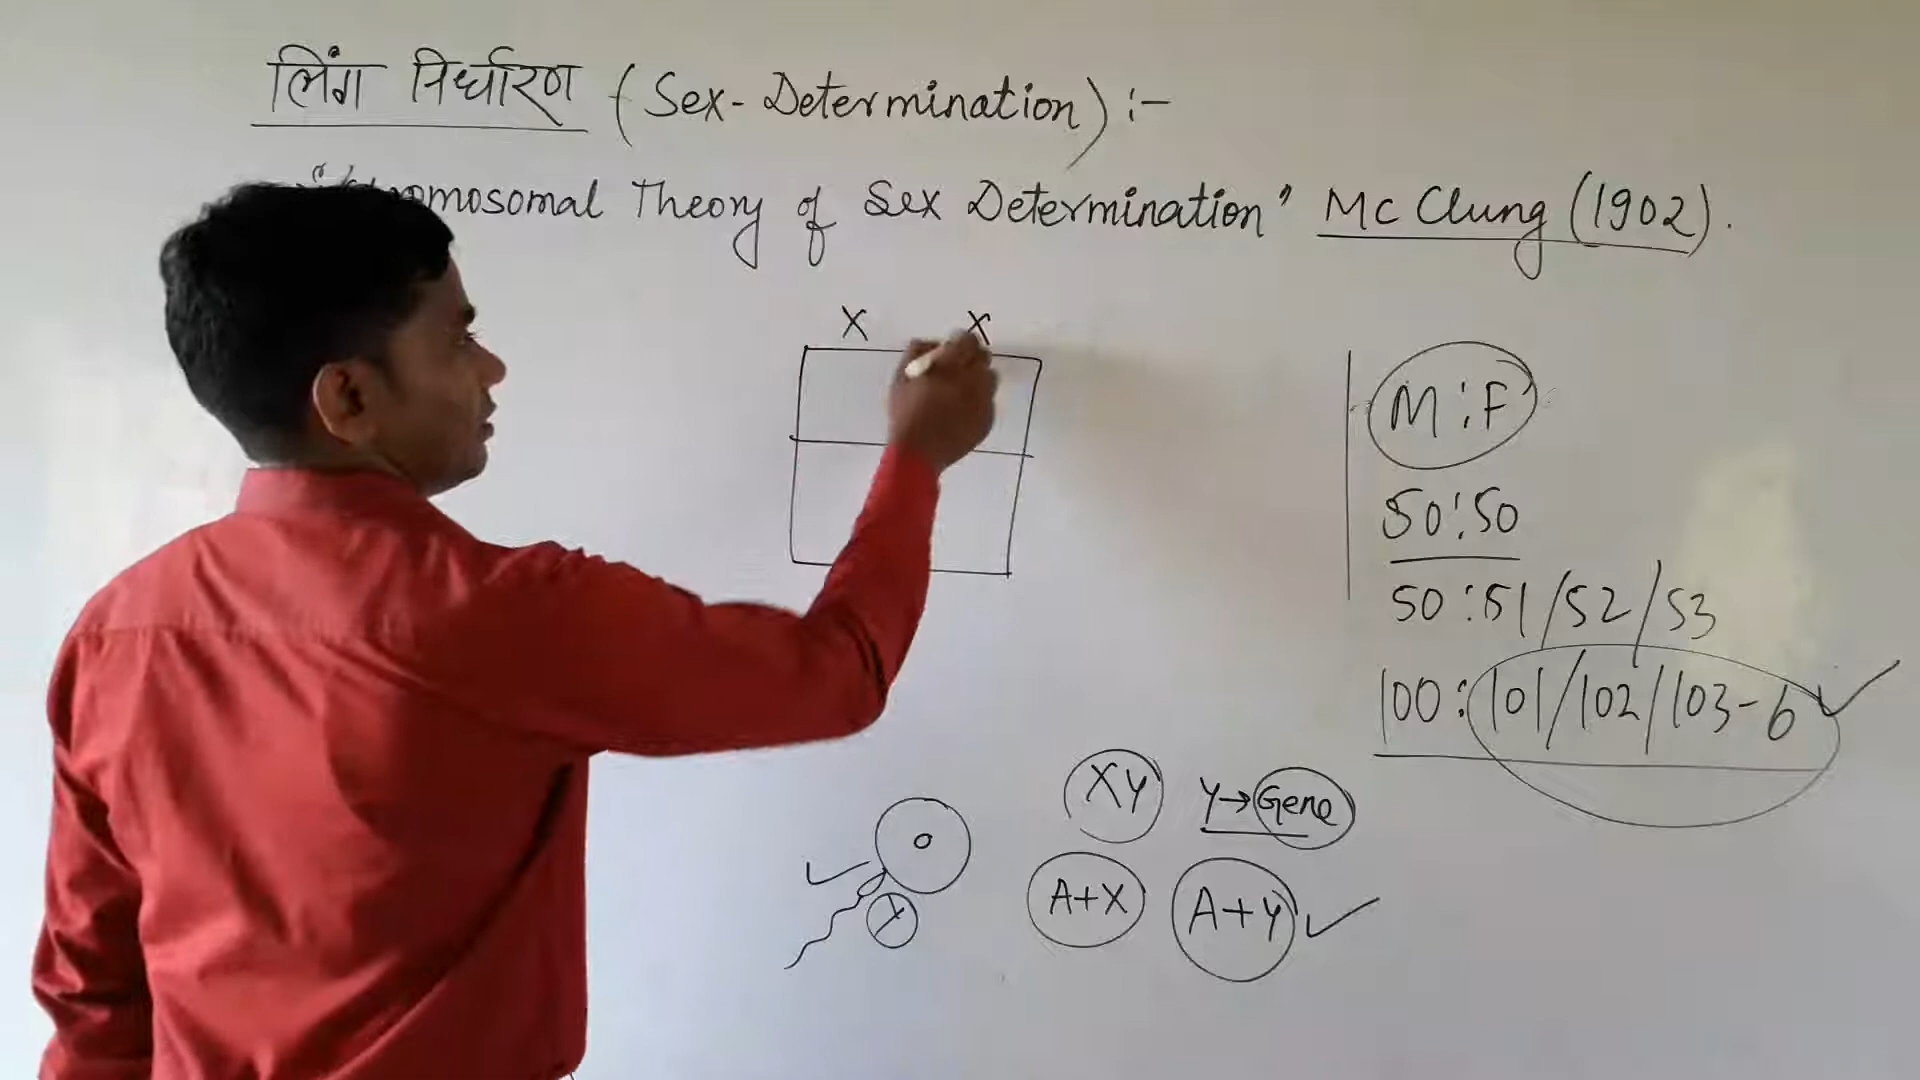 लिंग निर्धारण (Sex-Determination) :-
Theory of Sex Determination" Mc Clung (1902).
X X
M:F
50:50
50:51/52/53
100:101/102/103-6
XY Y→Gene
A+X A+Y
Y